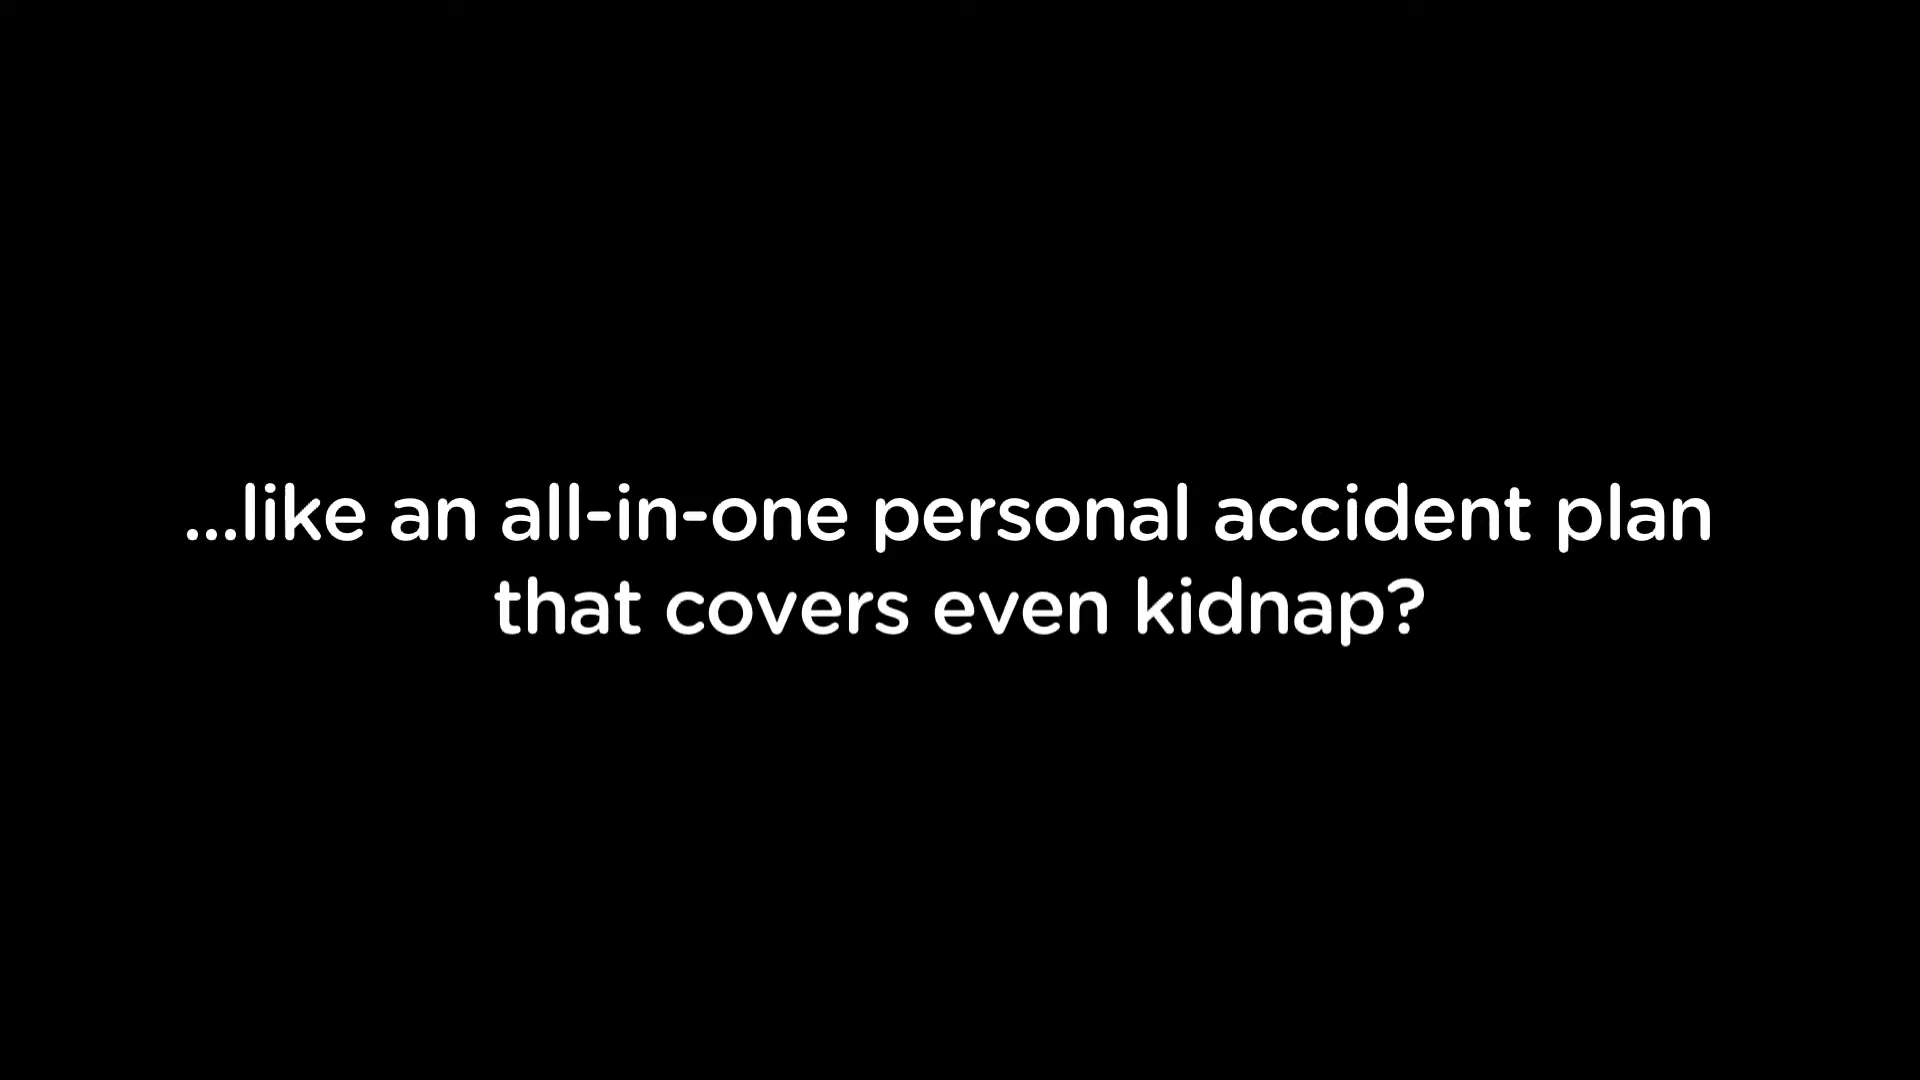 ...like an all-in-one personal accident plan
that covers even kidnap?